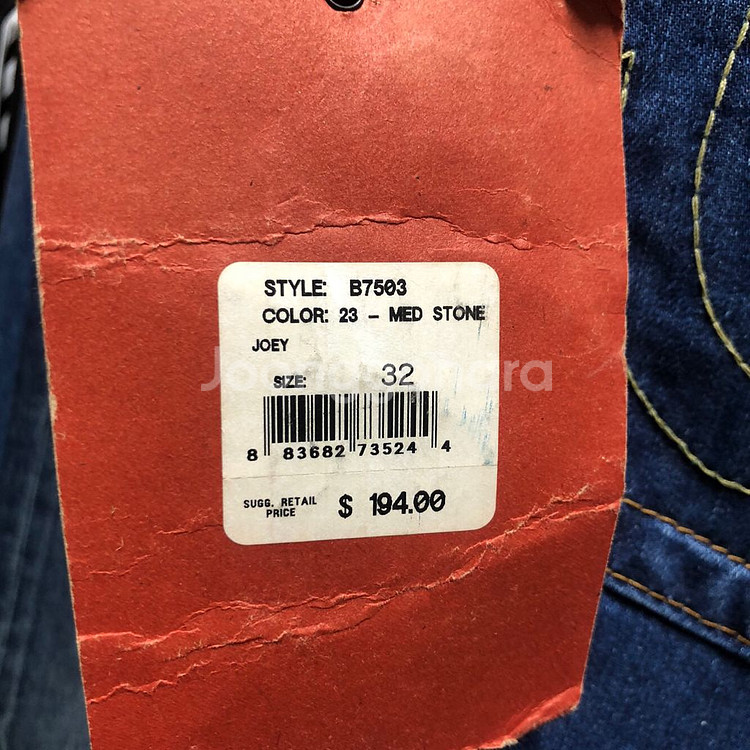 STYLE: B7503
COLOR: 23 - MED STONE
JOEY
SIZE: 32
8 83682 73524 4
SUGG. RETAIL PRICE $ 194.00